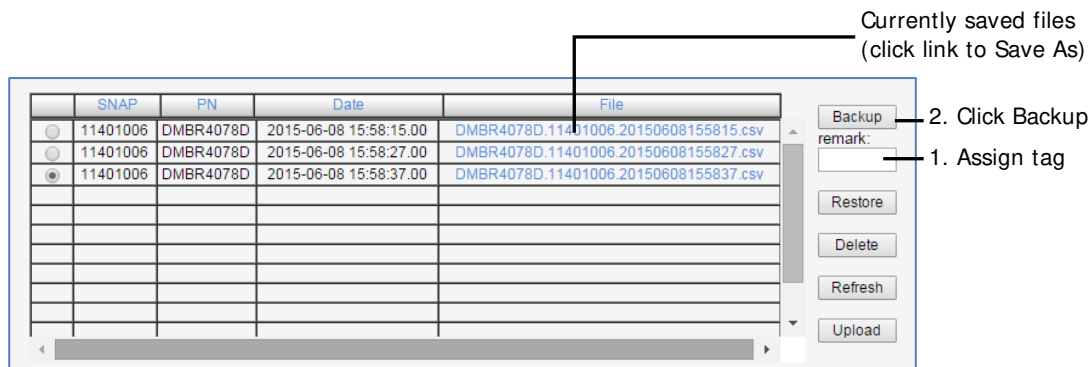 Currently saved files
(click link to Save As)
SNAP PN Date File
11401006 DMBR4078D 2015-06-08 15:58:15.00 DMBR4078D.11401006.20150608155815.csv
11401006 DMBR4078D 2015-06-08 15:58:27.00 DMBR4078D.11401006.20150608155827.csv
11401006 DMBR4078D 2015-06-08 15:58:37.00 DMBR4078D.11401006.20150608155837.csv
Backup
2. Click Backup
remark:
1. Assign tag
Restore
Delete
Refresh
Upload